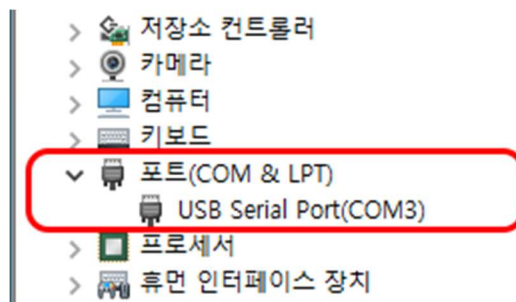 저장소 컨트롤러
카메라
컴퓨터
키보드
포트(COM & LPT)
USB Serial Port(COM3)
프로세서
휴먼 인터페이스 장치